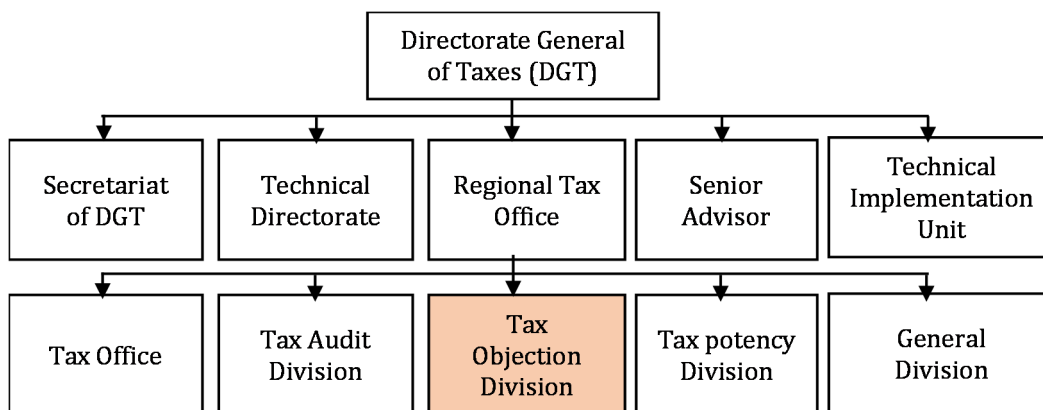 Directorate General
of Taxes (DGT)
Secretariat
of DGT
Technical
Directorate
Regional Tax
Office
Senior
Advisor
Technical
Implementation
Unit
Tax Office
Tax Audit
Division
Tax
Objection
Division
Tax potency
Division
General
Division